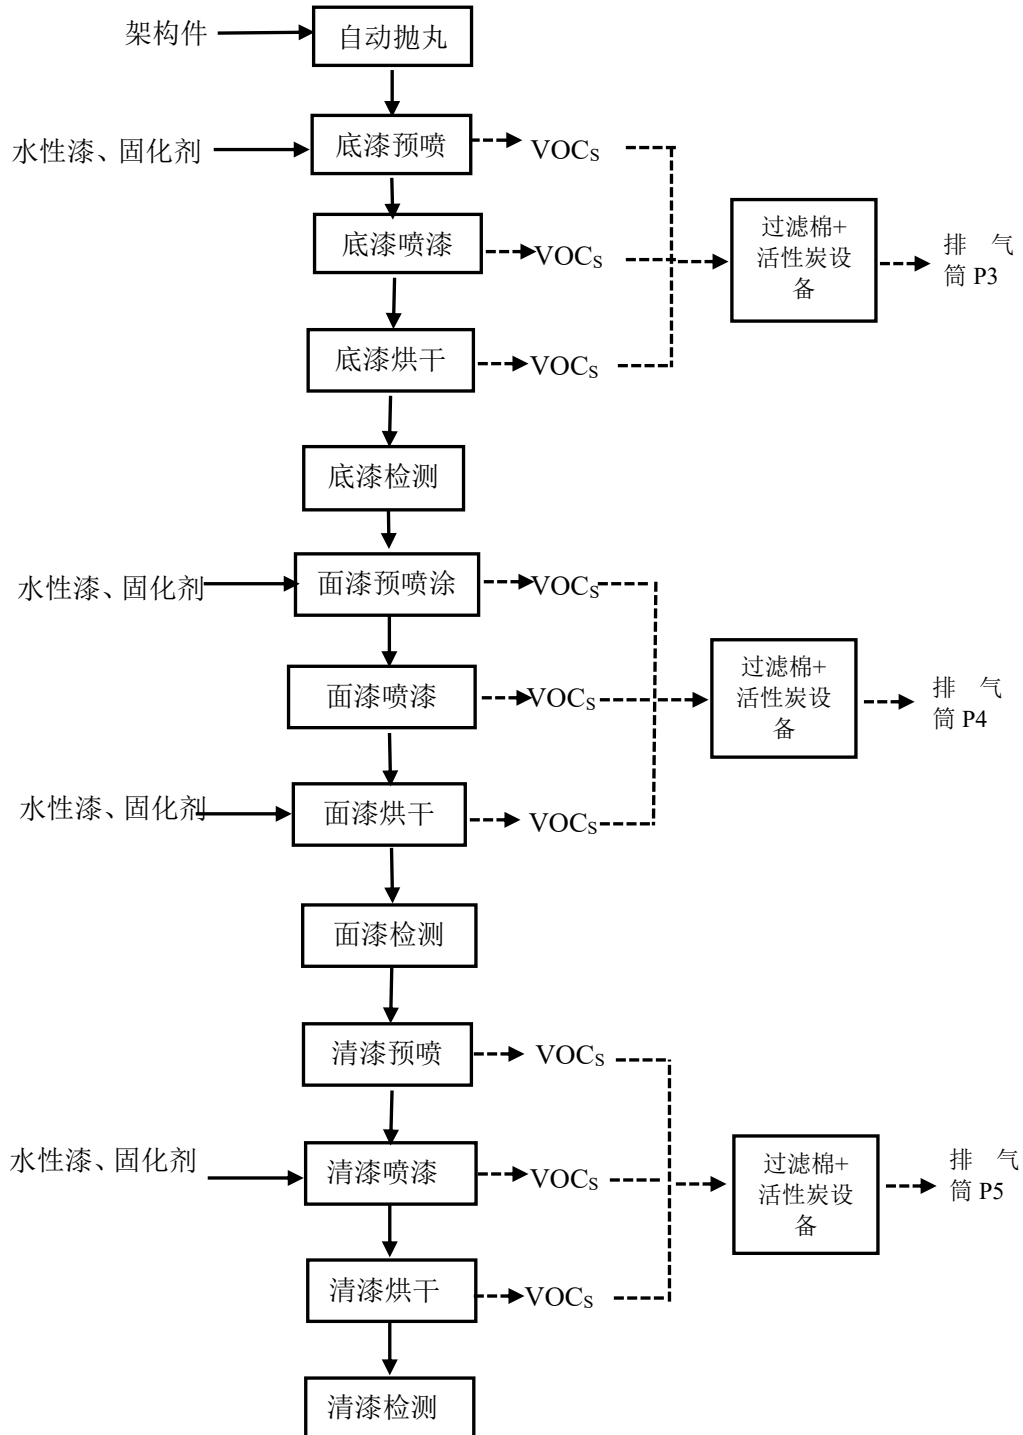 架构件
自动抛丸
水性漆、固化剂
底漆预喷
VOCS
底漆喷漆
VOCS
过滤棉+
活性炭设
备
排 气
筒 P3
底漆烘干
VOCS
底漆检测
水性漆、固化剂
面漆预喷涂
VOCS
面漆喷漆
VOCS
过滤棉+
活性炭设
备
排 气
筒 P4
水性漆、固化剂
面漆烘干
VOCS
面漆检测
清漆预喷
VOCS
水性漆、固化剂
清漆喷漆
VOCS
过滤棉+
活性炭设
备
排 气
筒 P5
清漆烘干
VOCS
清漆检测